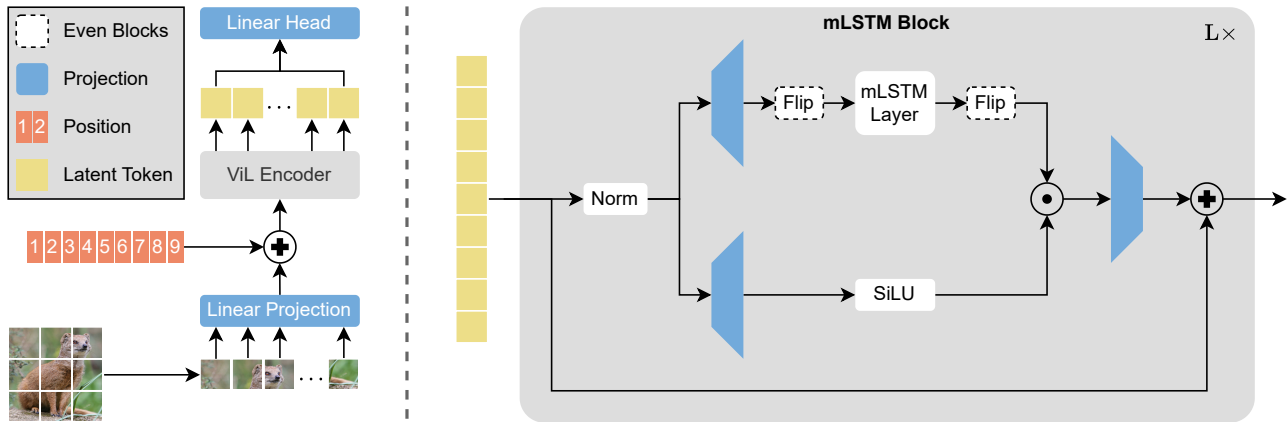 Even Blocks
Projection
1 2 Position
Latent Token
Linear Head
...
ViL Encoder
1 2 3 4 5 6 7 8 9
Linear Projection
...
mLSTM Block
L×
Flip
mLSTM
Layer
Flip
Norm
SiLU